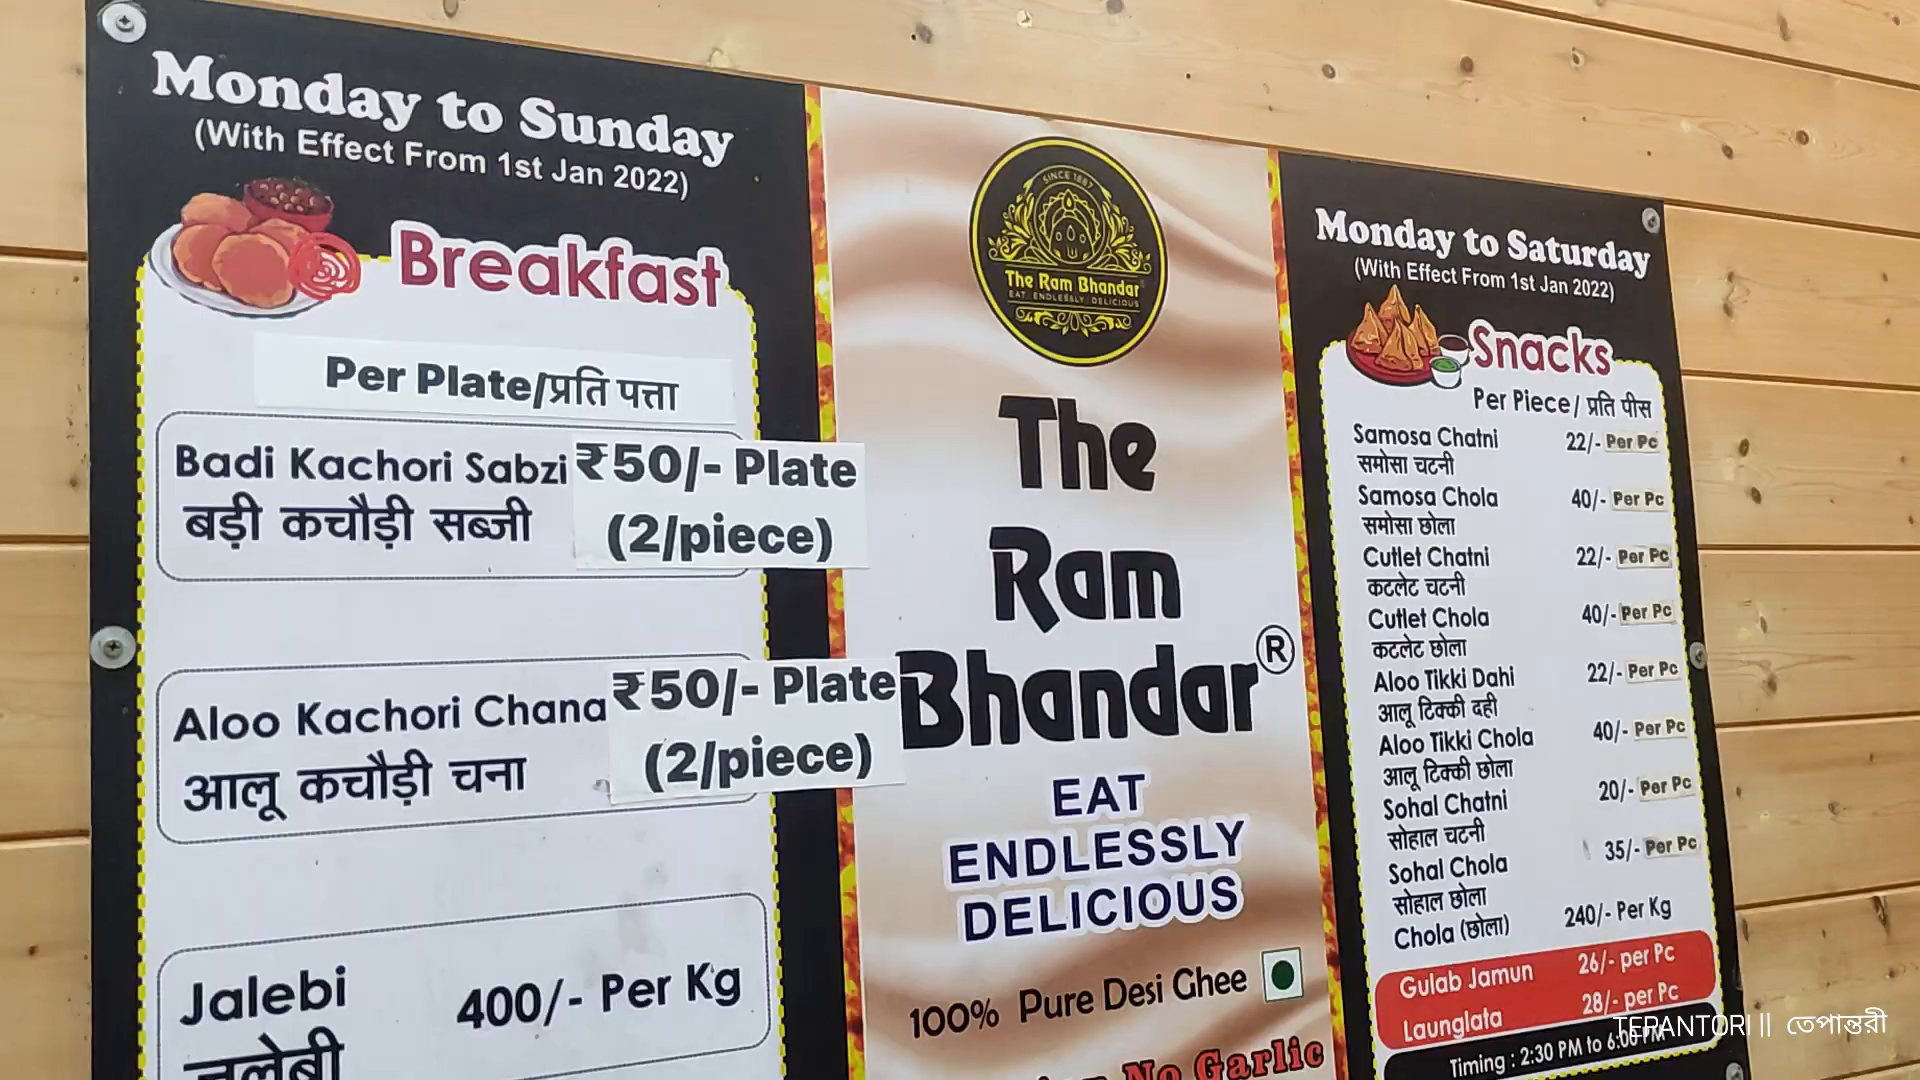 Monday to Sunday
(With Effect From 1st Jan 2022)
Breakfast
Per Plate/प्रति पत्ता
Badi Kachori Sabzi ₹50/- Plate
बड़ी कचौड़ी सब्जी (2/piece)
Aloo Kachori Chana ₹50/- Plate
आलू कचौड़ी चना (2/piece)
Jalebi 400/- Per Kg
जलेबी
SINCE 1887
The Ram Bhandar
EAT ENDLESSLY DELICIOUS
The
Ram
Bhandar®
EAT
ENDLESSLY
DELICIOUS
100% Pure Desi Ghee
No Garlic
Monday to Saturday
(With Effect From 1st Jan 2022)
Snacks
Per Piece/ प्रति पीस
Samosa Chatni 22/- Per Pc
समोसा चटनी
Samosa Chola 40/- Per Pc
समोसा छोला
Cutlet Chatni 22/- Per Pc
कटलेट चटनी
Cutlet Chola 40/- Per Pc
कटलेट छोला
Aloo Tikki Dahi 22/- Per Pc
आलू टिक्की दही
Aloo Tikki Chola 40/- Per Pc
आलू टिक्की छोला
Sohal Chatni 20/- Per Pc
सोहाल चटनी
Sohal Chola 35/- Per Pc
सोहाल छोला
Chola (छोला) 240/- Per Kg
Gulab Jamun 26/- per Pc
Launglata 28/- per Pc
Timing : 2:30 PM to 6:00 PM
TEPANTORI || তেপান্তরী